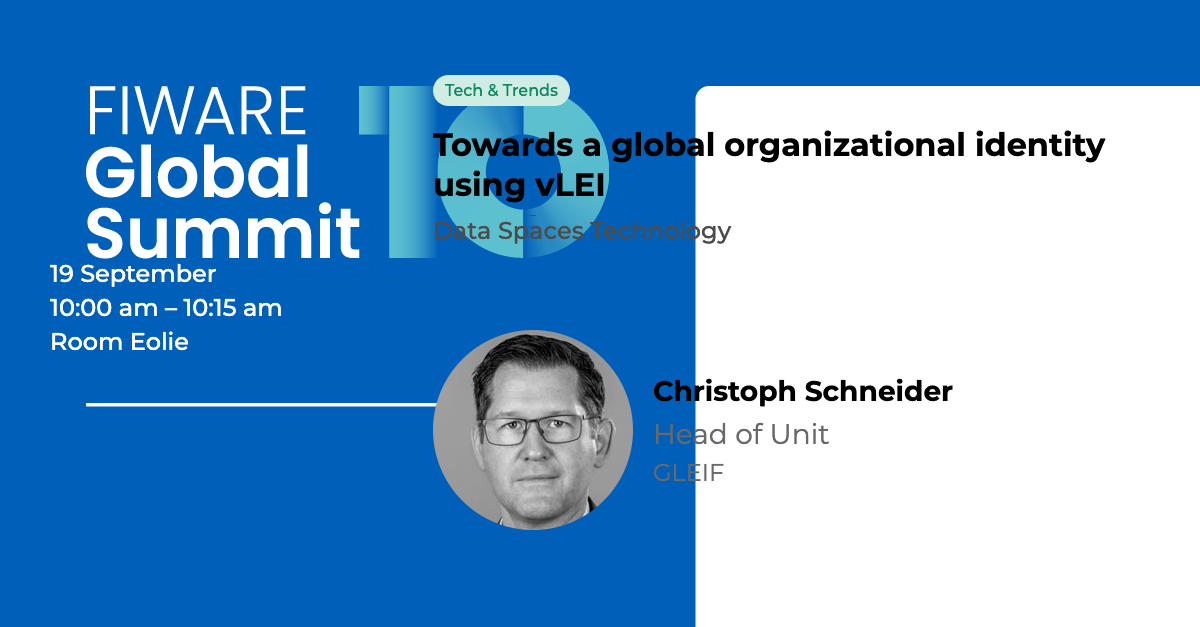 FIWARE
Global
Summit
10
19 September
10:00 am – 10:15 am
Room Eolie
Tech & Trends
Towards a global organizational identity
using vLEI
Data Spaces Technology
Christoph Schneider
Head of Unit
GLEIF